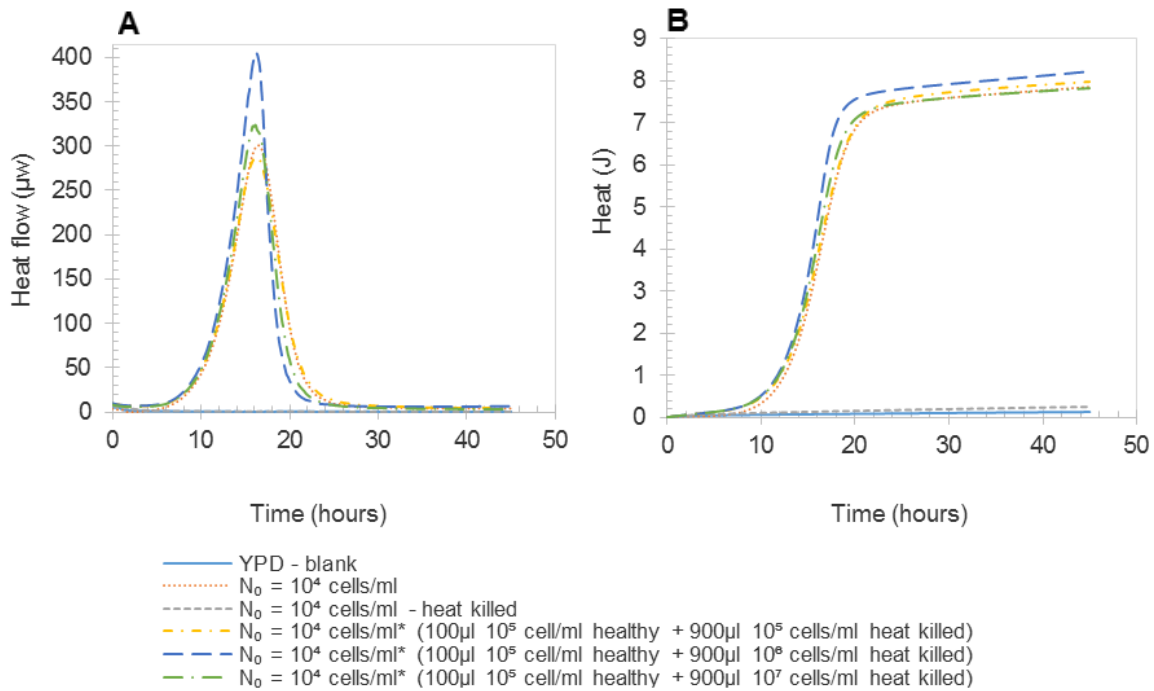 A
Heat flow (µw)
400
350
300
250
200
150
100
50
0
0 10 20 30 40 50
Time (hours)
B
Heat (J)
9
8
7
6
5
4
3
2
1
0
0 10 20 30 40 50
Time (hours)
YPD - blank
N₀ = 10⁴ cells/ml
N₀ = 10⁴ cells/ml - heat killed
N₀ = 10⁴ cells/ml* (100µl 10⁵ cell/ml healthy + 900µl 10⁵ cells/ml heat killed)
N₀ = 10⁴ cells/ml* (100µl 10⁵ cell/ml healthy + 900µl 10⁶ cells/ml heat killed)
N₀ = 10⁴ cells/ml* (100µl 10⁵ cell/ml healthy + 900µl 10⁷ cells/ml heat killed)